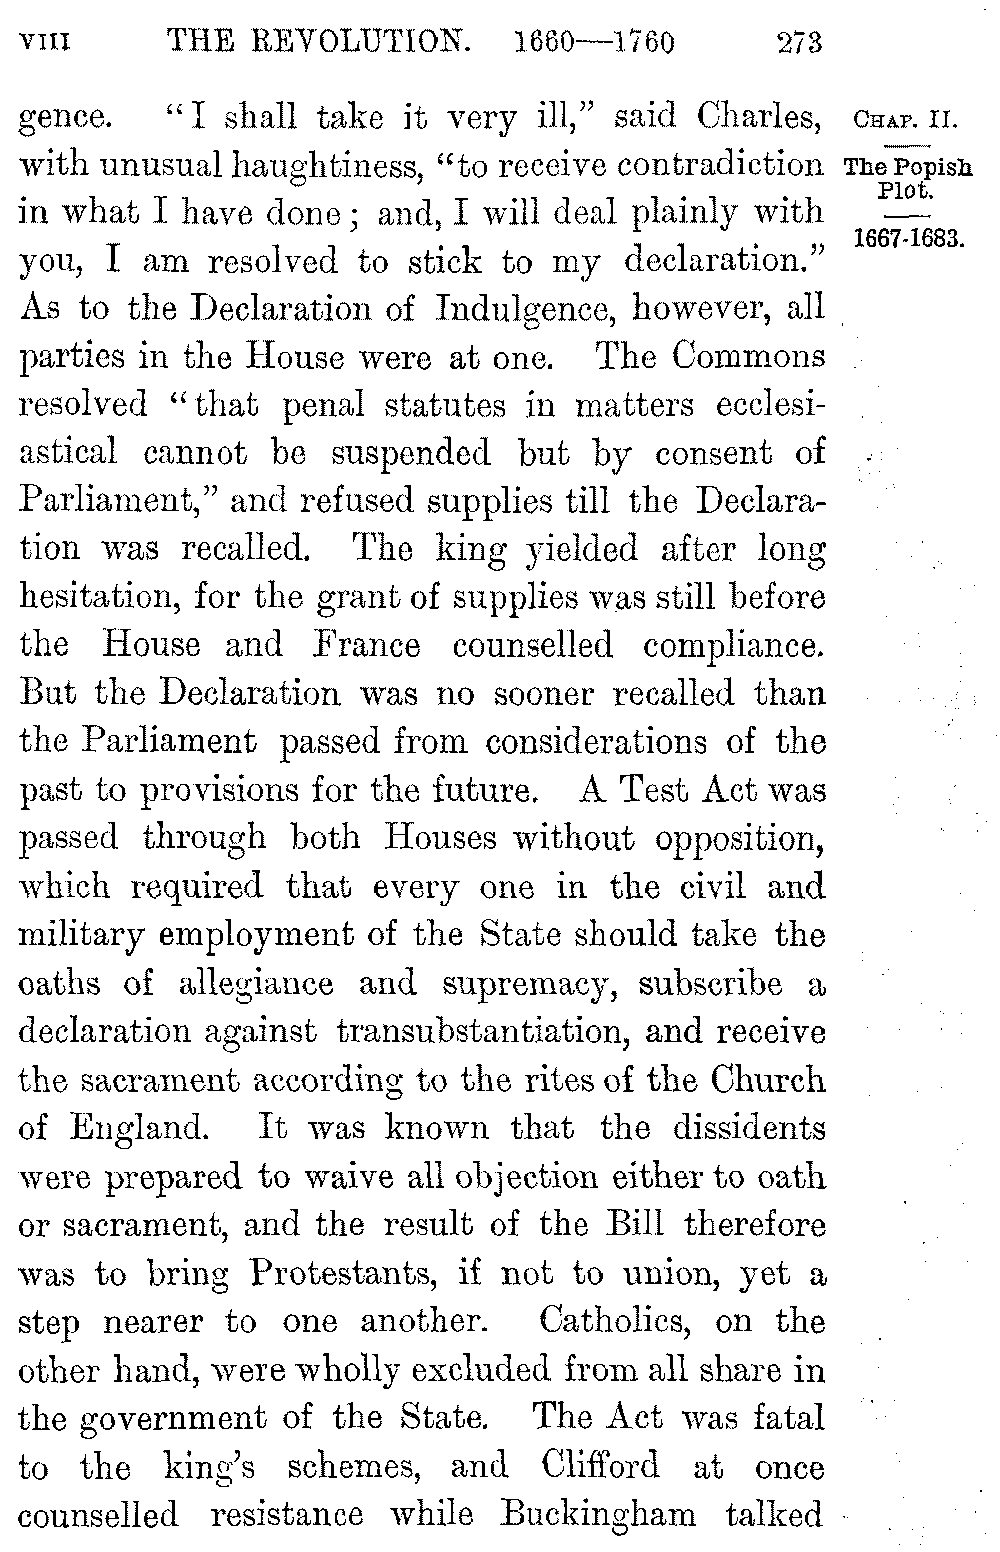 VIII THE REVOLUTION. 1660—1760 273
gence. "I shall take it very ill," said Charles,
with unusual haughtiness, "to receive contradiction
in what I have done; and, I will deal plainly with
you, I am resolved to stick to my declaration."
As to the Declaration of Indulgence, however, all
parties in the House were at one. The Commons
resolved "that penal statutes in matters ecclesi-
astical cannot be suspended but by consent of
Parliament," and refused supplies till the Declara-
tion was recalled. The king yielded after long
hesitation, for the grant of supplies was still before
the House and France counselled compliance.
But the Declaration was no sooner recalled than
the Parliament passed from considerations of the
past to provisions for the future. A Test Act was
passed through both Houses without opposition,
which required that every one in the civil and
military employment of the State should take the
oaths of allegiance and supremacy, subscribe a
declaration against transubstantiation, and receive
the sacrament according to the rites of the Church
of England. It was known that the dissidents
were prepared to waive all objection either to oath
or sacrament, and the result of the Bill therefore
was to bring Protestants, if not to union, yet a
step nearer to one another. Catholics, on the
other hand, were wholly excluded from all share in
the government of the State. The Act was fatal
to the king's schemes, and Clifford at once
counselled resistance while Buckingham talked
CHAP. II.
The Popish
Plot.
1667-1683.